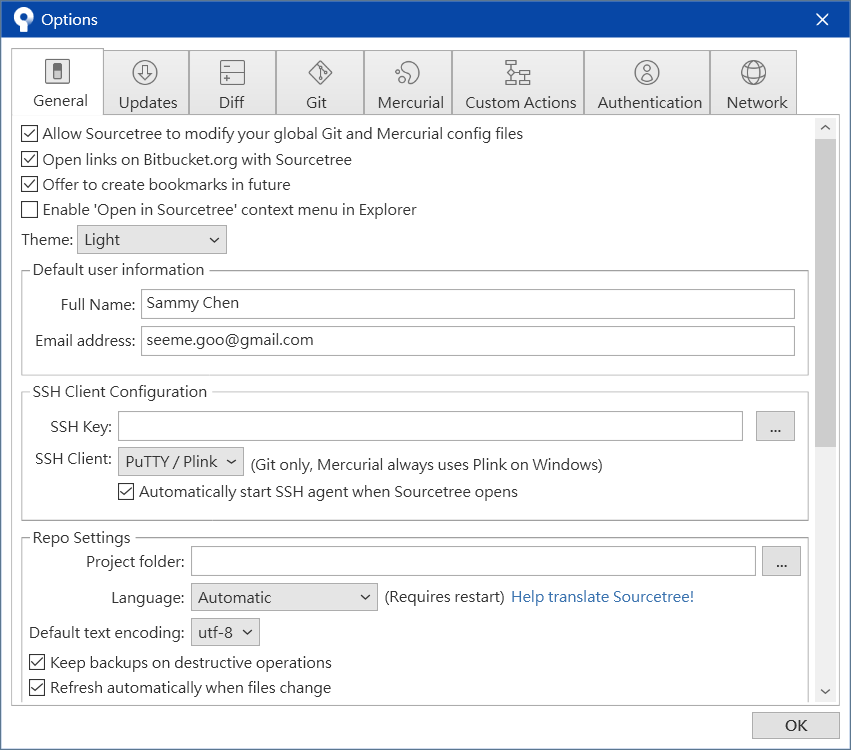 Options
General Updates Diff Git Mercurial Custom Actions Authentication Network
Allow Sourcetree to modify your global Git and Mercurial config files
Open links on Bitbucket.org with Sourcetree
Offer to create bookmarks in future
Enable 'Open in Sourcetree' context menu in Explorer
Theme: Light
Default user information
Full Name: Sammy Chen
Email address: seeme.goo@gmail.com
SSH Client Configuration
SSH Key: ...
SSH Client: PuTTY / Plink (Git only, Mercurial always uses Plink on Windows)
Automatically start SSH agent when Sourcetree opens
Repo Settings
Project folder: ...
Language: Automatic (Requires restart) Help translate Sourcetree!
Default text encoding: utf-8
Keep backups on destructive operations
Refresh automatically when files change
OK